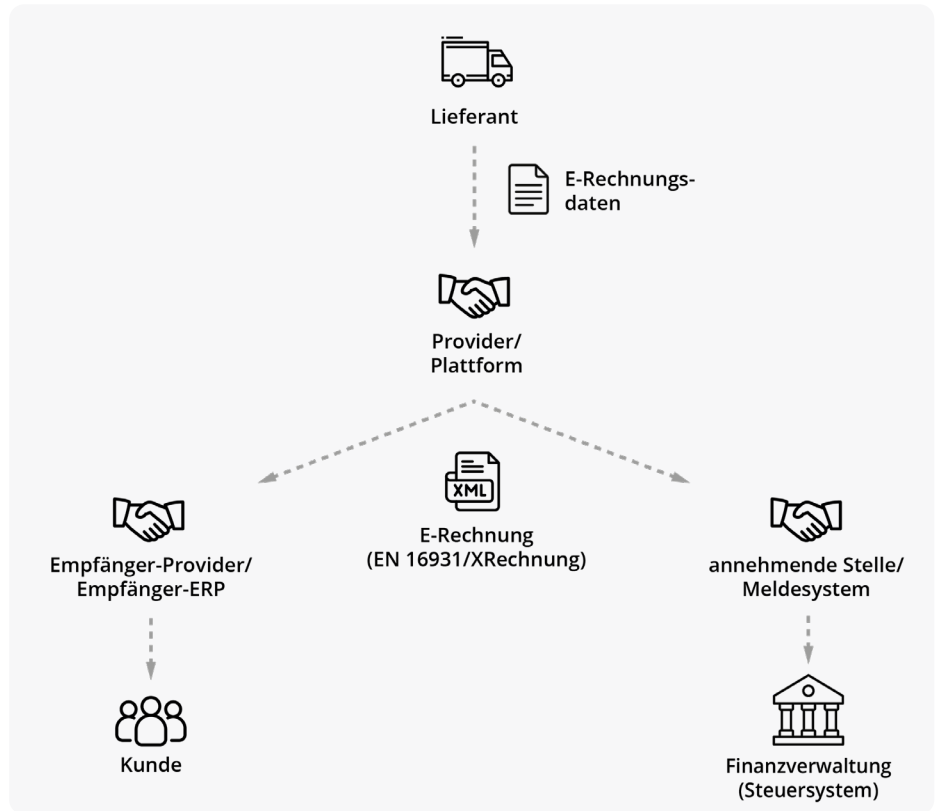 Lieferant
E-Rechnungs-
daten
Provider/
Plattform
XML
E-Rechnung
(EN 16931/XRechnung)
Empfänger-Provider/
Empfänger-ERP
annehmende Stelle/
Meldesystem
Kunde
Finanzverwaltung
(Steuersystem)